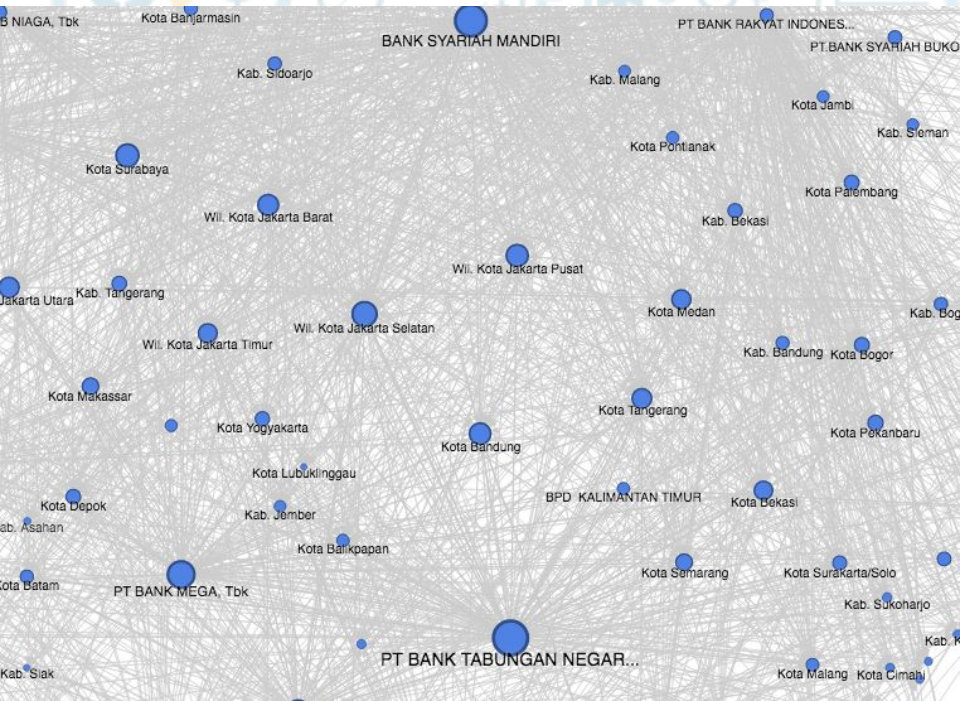 B NIAGA, Tbk
Kota Banjarmasin
BANK SYARIAH MANDIRI
PT BANK RAKYAT INDONES...
PT.BANK SYARIAH BUKO
Kab. Sidoarjo
Kab. Malang
Kota Jambi
Kab. Sleman
Kota Pontianak
Kota Surabaya
Kota Palembang
Wil. Kota Jakarta Barat
Kab. Bekasi
Wil. Kota Jakarta Pusat
Jakarta Utara
Kab. Tangerang
Kota Medan
Kab. Bog
Wil. Kota Jakarta Selatan
Wil. Kota Jakarta Timur
Kab. Bandung
Kota Bogor
Kota Makassar
Kota Tangerang
Kota Yogyakarta
Kota Pekanbaru
Kota Bandung
Kota Lubuklinggau
BPD KALIMANTAN TIMUR
Kota Bekasi
Kota Depok
Kab. Jember
ab. Asahan
Kota Balikpapan
Kota Semarang
Kota Surakarta/Solo
Kota Batam
PT BANK MEGA, Tbk
Kab. Sukoharjo
Kab. K
PT BANK TABUNGAN NEGAR...
Kab. Siak
Kota Malang
Kota Cimahi